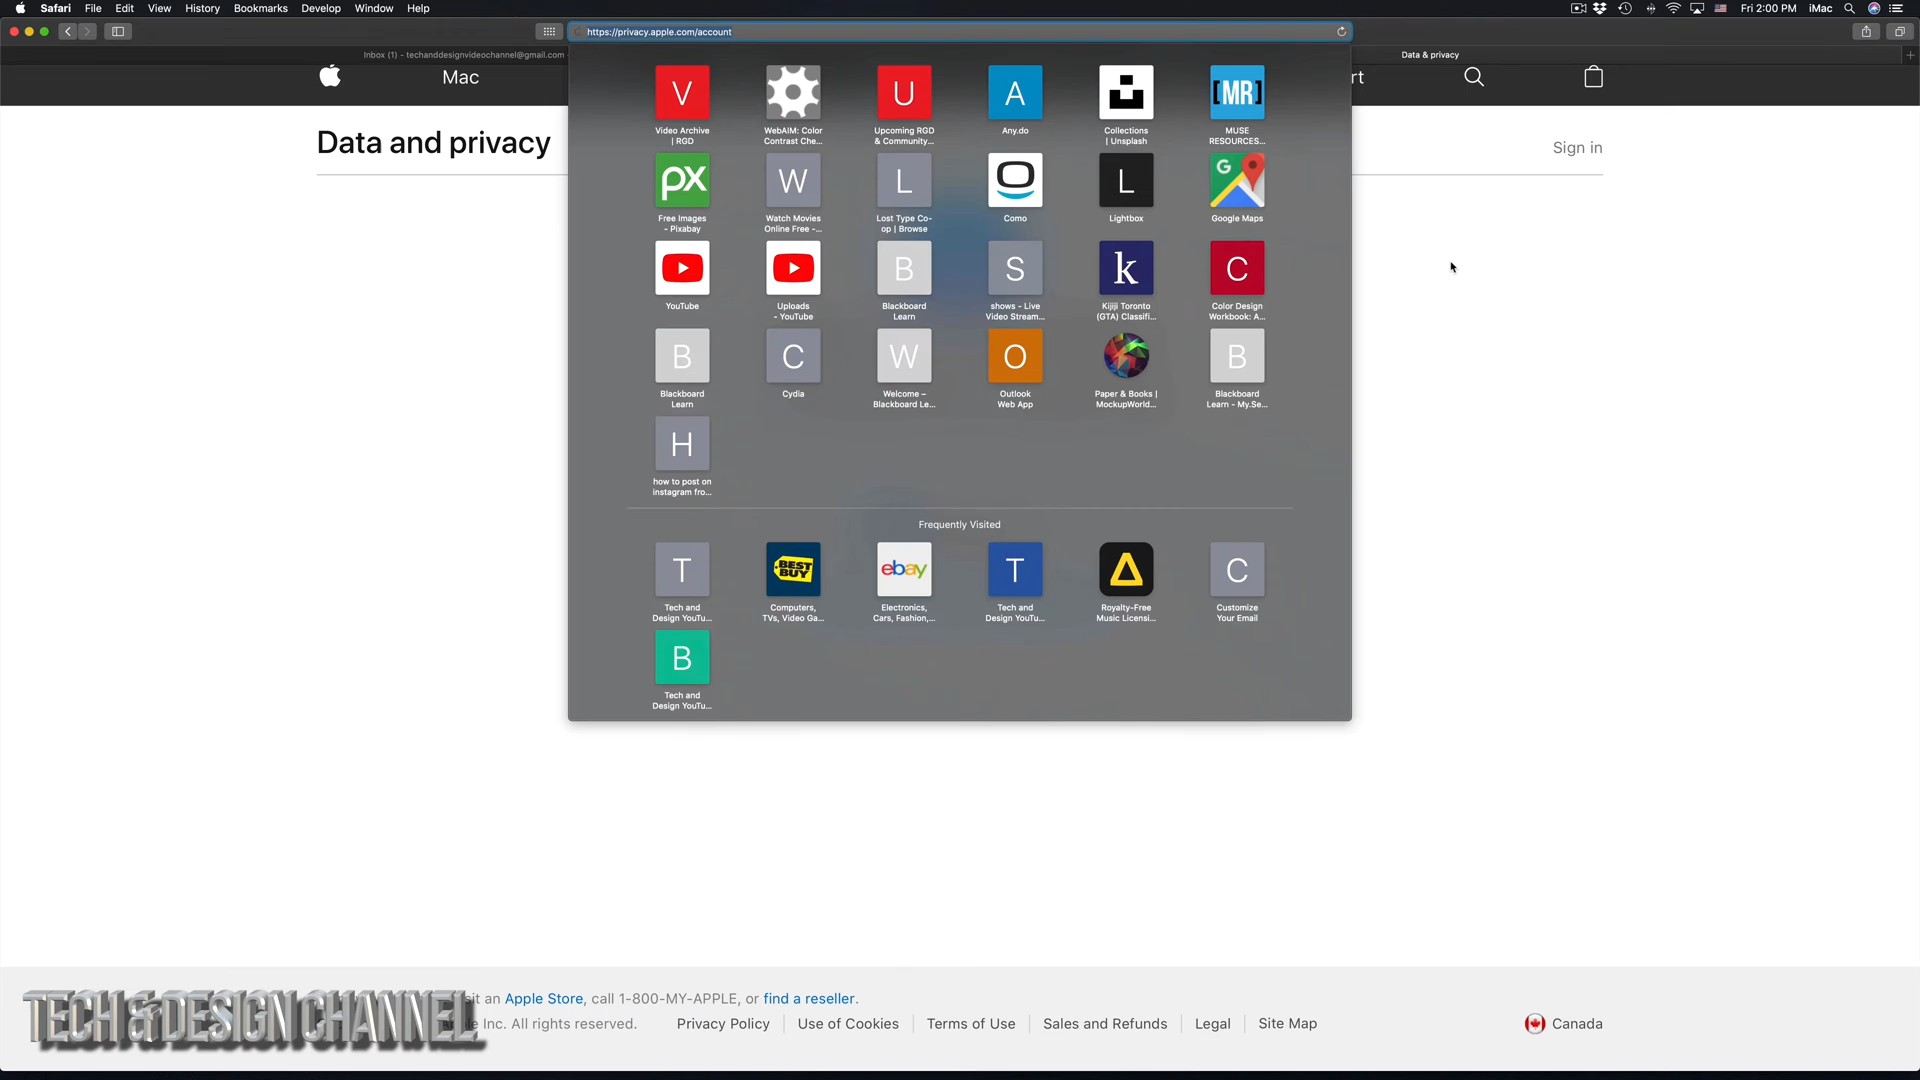 Safari File Edit View History Bookmarks Develop Window Help
Fri 2:00 PM iMac
https://privacy.apple.com/account
Inbox (1) - techanddesignvideochannel@gmail.com
Data & privacy
Mac
rt
Data and privacy
Sign in
V
U
A
[MR]
Video Archive
| RGD
WebAIM: Color
Contrast Che...
Upcoming RGD
& Community...
Any.do
Collections
| Unsplash
MUSE
RESOURCES...
px
W
L
L
G
Free Images
- Pixabay
Watch Movies
Online Free -...
Lost Type Co-
op | Browse
Como
Lightbox
Google Maps
B
S
k
C
YouTube
Uploads
- YouTube
Blackboard
Learn
shows - Live
Video Stream...
Kijiji Toronto
(GTA) Classifi...
Color Design
Workbook: A...
B
C
W
O
B
Blackboard
Learn
Cydia
Welcome –
Blackboard Le...
Outlook
Web App
Paper & Books |
MockupWorld...
Blackboard
Learn - My.Se...
H
how to post on
instagram fro...
Frequently Visited
T
BEST BUY
ebay
T
C
Tech and
Design YouTu...
Computers,
TVs, Video Ga...
Electronics,
Cars, Fashion,...
Tech and
Design YouTu...
Royalty-Free
Music Licensi...
Customize
Your Email
B
Tech and
Design YouTu...
sit an Apple Store, call 1-800-MY-APPLE, or find a reseller.
Inc. All rights reserved. Privacy Policy Use of Cookies Terms of Use Sales and Refunds Legal Site Map Canada
TECH & DESIGN CHANNEL